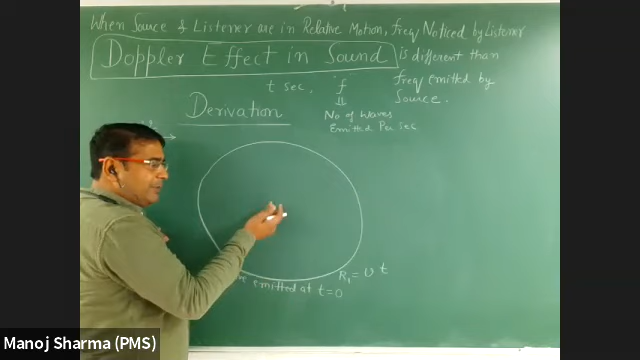 When Source & Listener are in Relative Motion, freq Noticed by Listener
Doppler Effect in Sound is different than
freq emitted by
Source.
t sec, f
No of Waves
Emitted Per sec
Derivation
emitted at t=0
R₁ = υ t
Manoj Sharma (PMS)